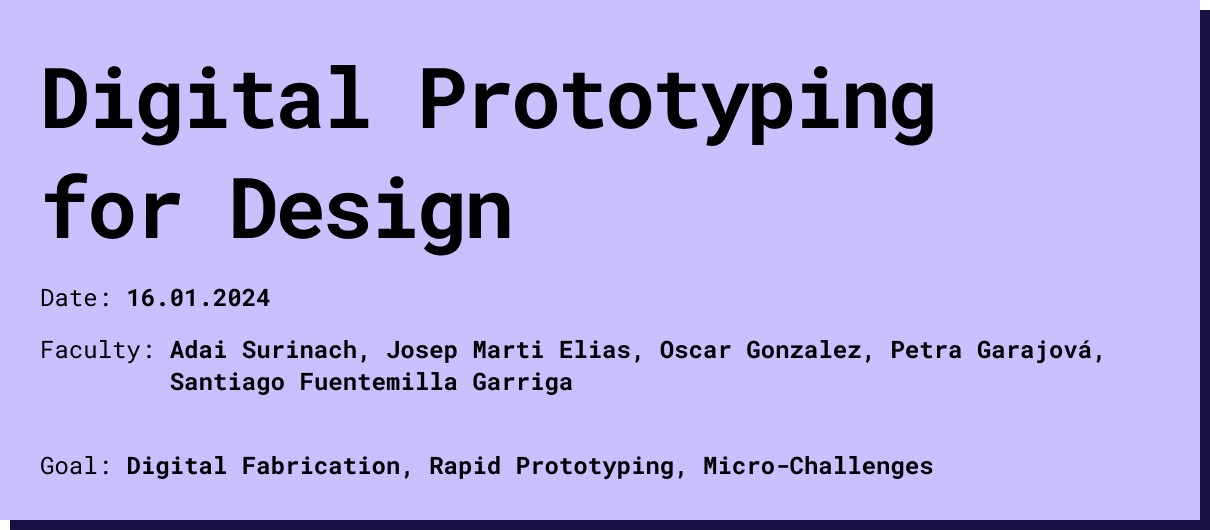 Digital Prototyping
for Design
Date: 16.01.2024
Faculty: Adai Surinach, Josep Marti Elias, Oscar Gonzalez, Petra Garajová,
Santiago Fuentemilla Garriga
Goal: Digital Fabrication, Rapid Prototyping, Micro-Challenges